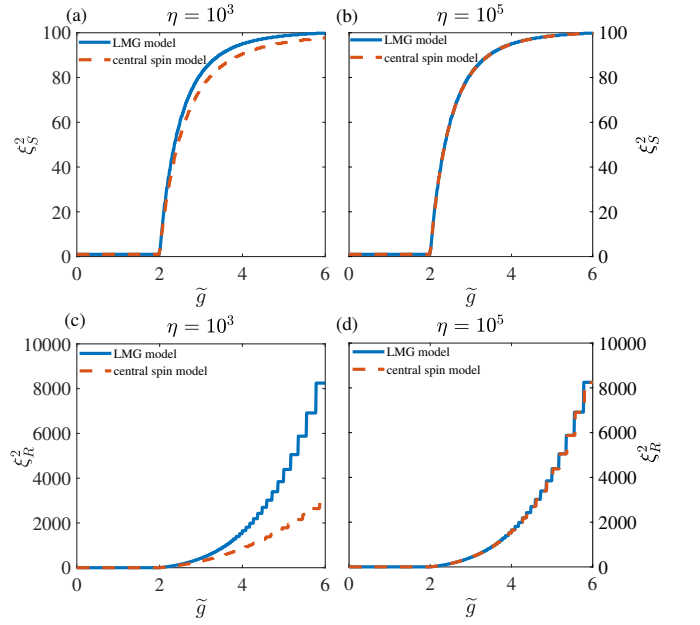 (a) η = 10³ (b) η = 10⁵
100 LMG model central spin model 80 60 40 20 0
ξ²_S
0 2 4 6
g̃
LMG model central spin model 100 80 60 40 20 0
ξ²_S
0 2 4 6
g̃
(c) η = 10³ (d) η = 10⁵
10000 LMG model central spin model 8000 6000 4000 2000 0
ξ²_R
0 2 4 6
g̃
LMG model central spin model 10000 8000 6000 4000 2000 0
ξ²_R
0 2 4 6
g̃